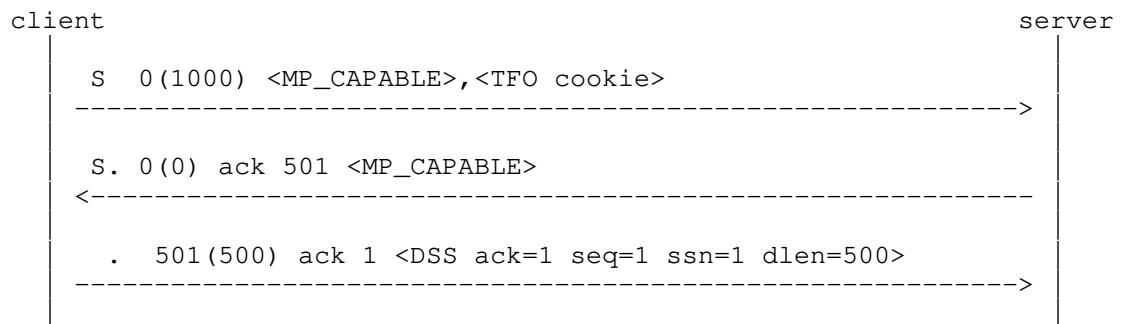 client server
S 0(1000) <MP_CAPABLE>,<TFO cookie>
S. 0(0) ack 501 <MP_CAPABLE>
. 501(500) ack 1 <DSS ack=1 seq=1 ssn=1 dlen=500>